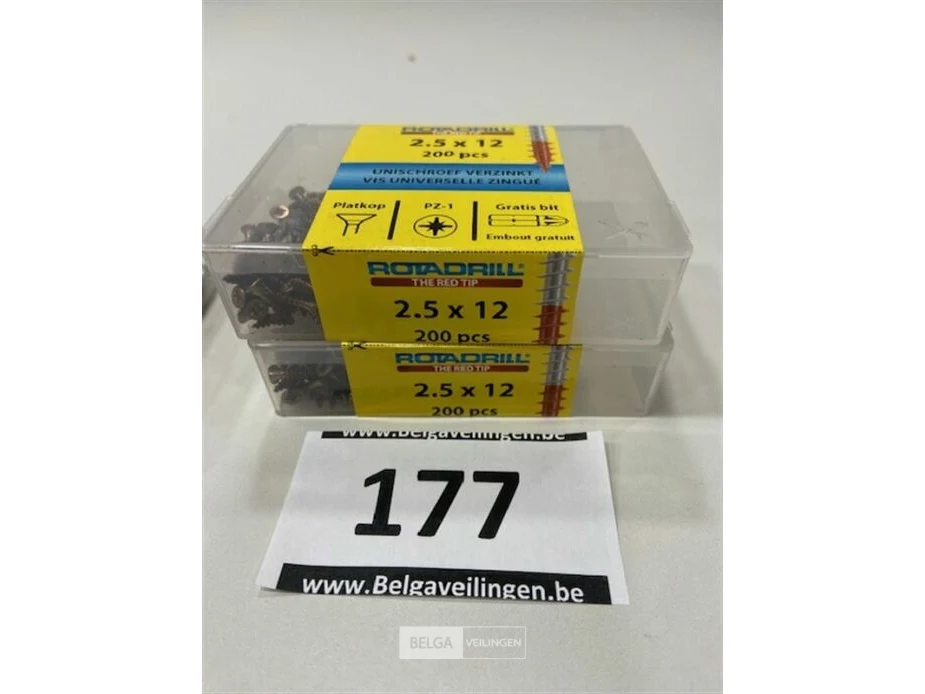 ROTADRILL
2.5 x 12
200 pcs
UNISCHROEF VERZINKT
VIS UNIVERSELLE ZINGUÉ
Platkop
PZ-1
Gratis bit
Embout gratuit
ROTADRILL®
THE RED TIP
2.5 x 12
200 pcs
ROTADRILL®
THE RED TIP
2.5 x 12
200 pcs
www.Belgaveilingen.be
177
www.Belgaveilingen.be
BELGA VEILINGEN